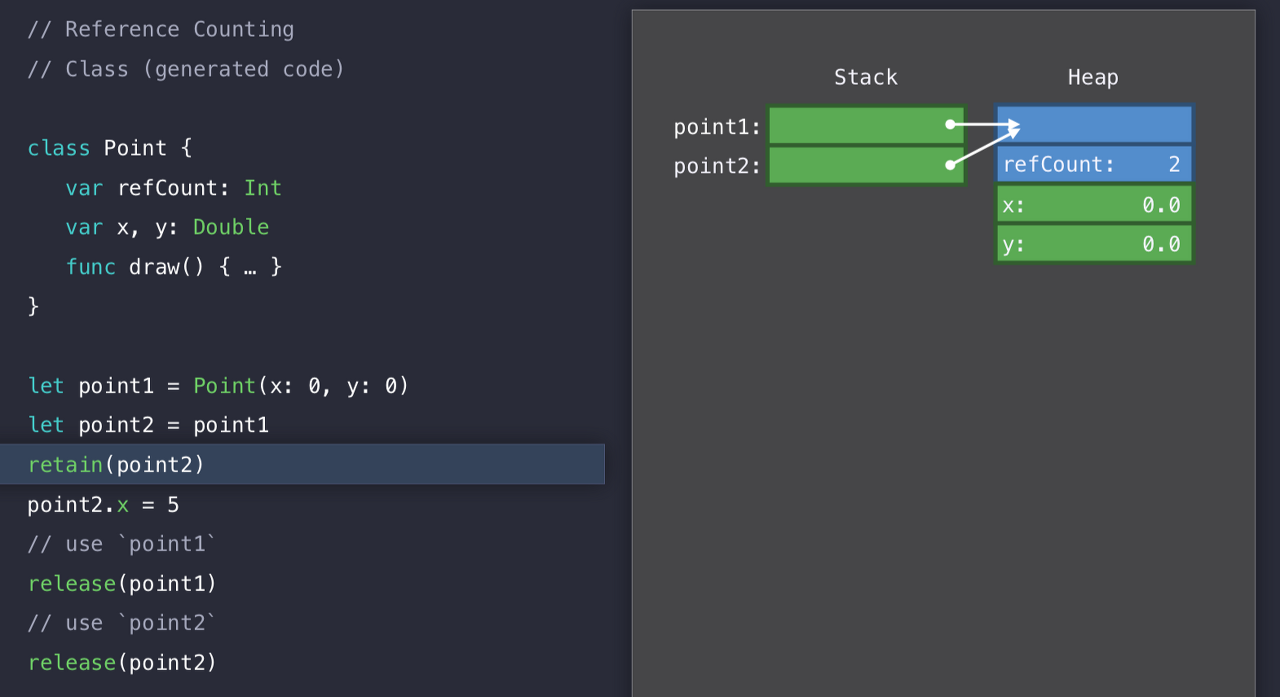 // Reference Counting
// Class (generated code)
class Point {
   var refCount: Int
   var x, y: Double
   func draw() { … }
}
let point1 = Point(x: 0, y: 0)
let point2 = point1
retain(point2)
point2.x = 5
// use `point1`
release(point1)
// use `point2`
release(point2)
Stack Heap
point1:
point2: refCount: 2
x: 0.0
y: 0.0